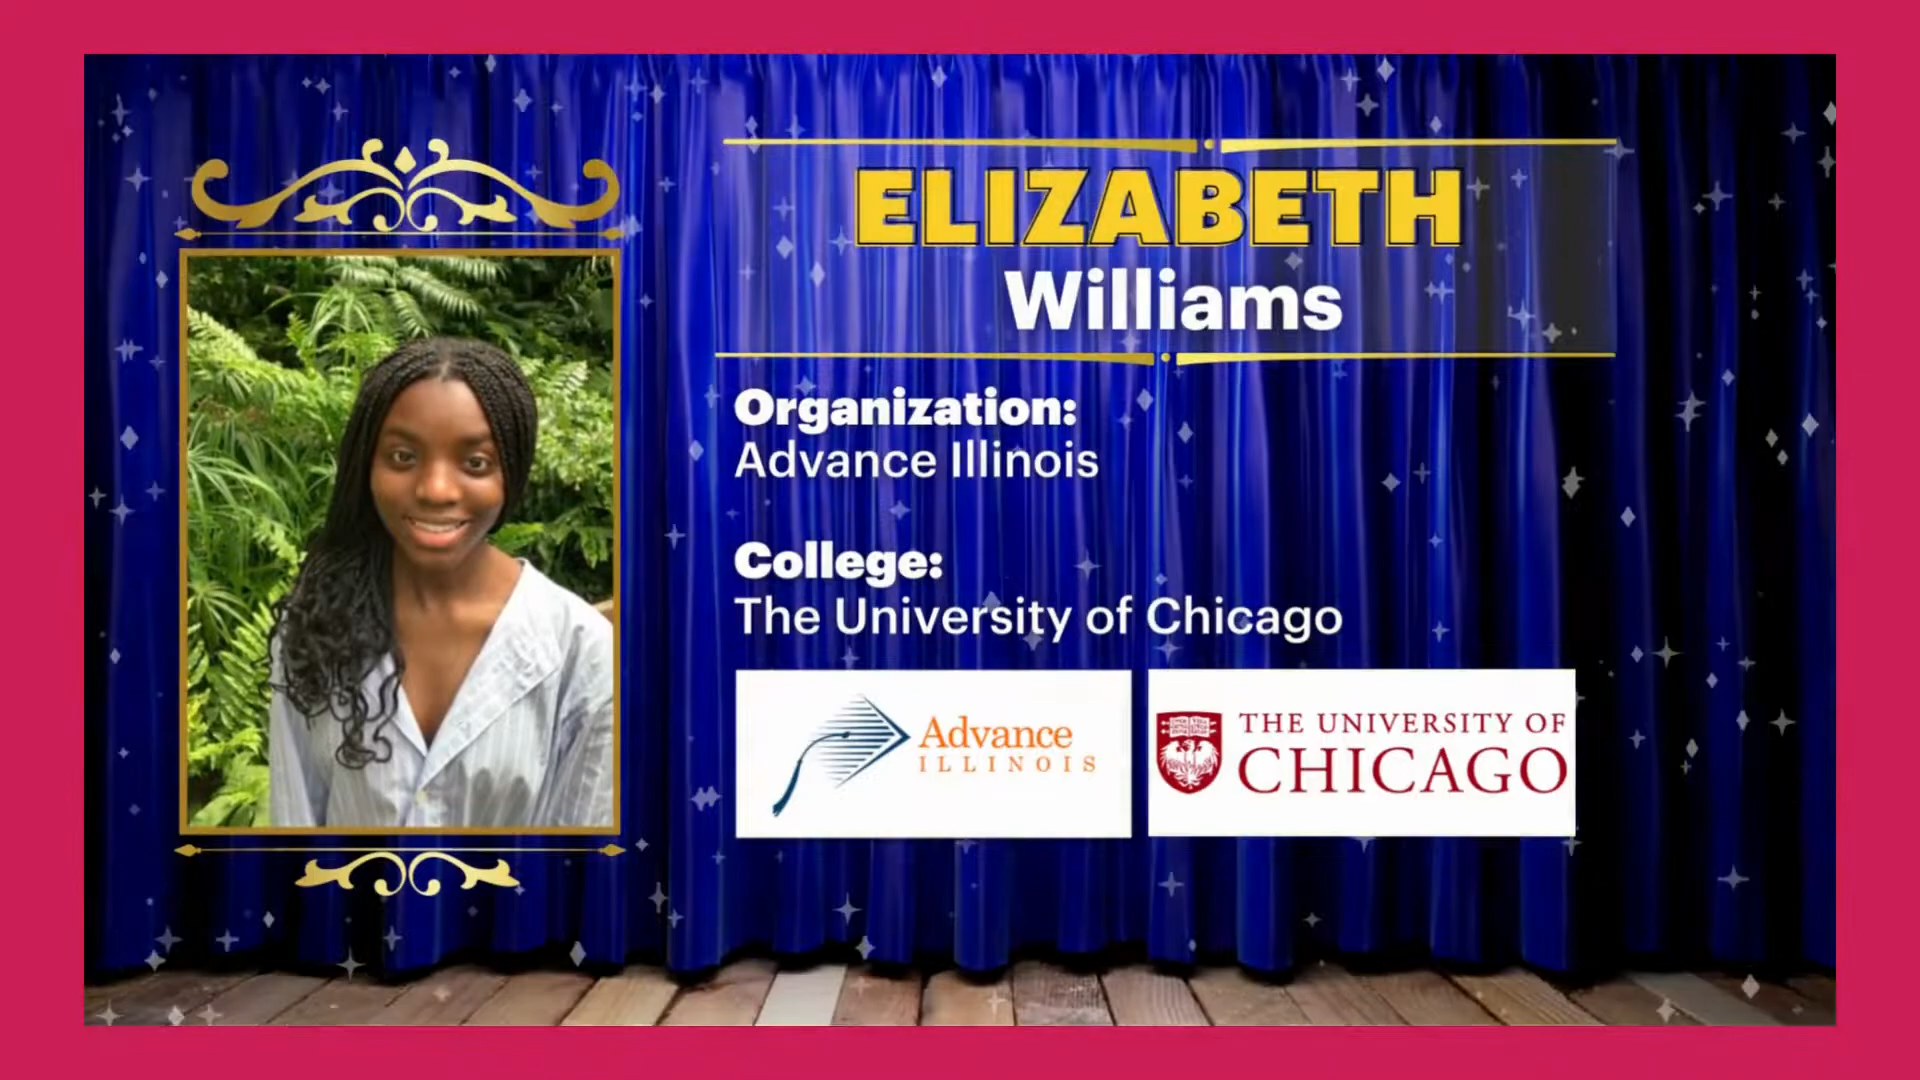 ELIZABETH
Williams
Organization:
Advance Illinois
College:
The University of Chicago
Advance
ILLINOIS
THE UNIVERSITY OF
CHICAGO